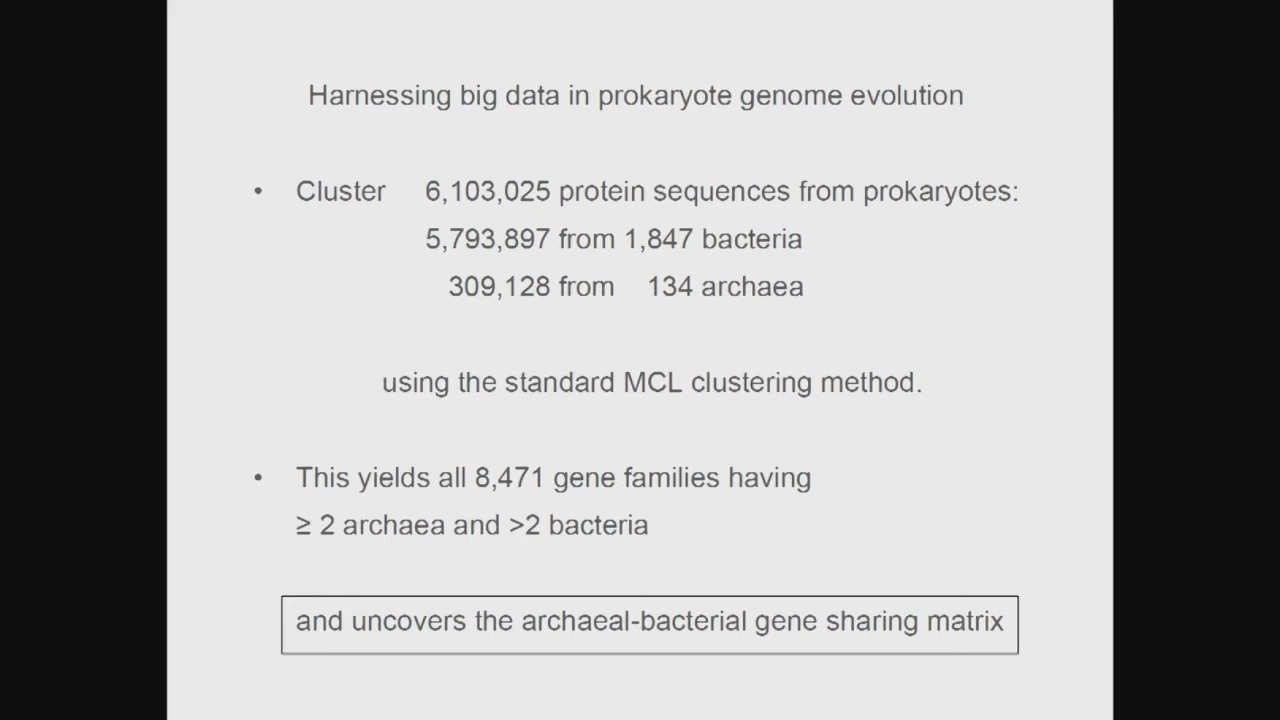 Harnessing big data in prokaryote genome evolution
• Cluster 6,103,025 protein sequences from prokaryotes:
5,793,897 from 1,847 bacteria
309,128 from 134 archaea
using the standard MCL clustering method.
• This yields all 8,471 gene families having
≥ 2 archaea and >2 bacteria
and uncovers the archaeal-bacterial gene sharing matrix